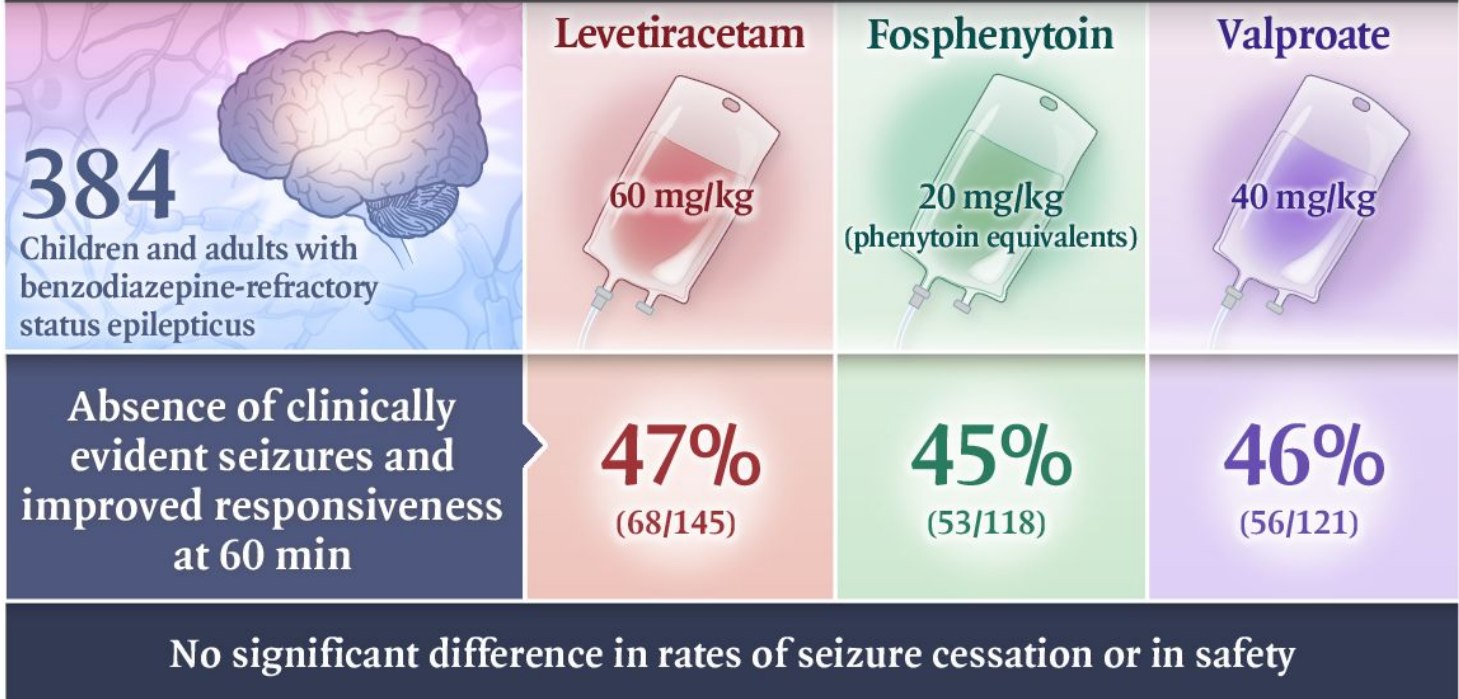 Levetiracetam
Fosphenytoin
Valproate
384
Children and adults with
benzodiazepine-refractory
status epilepticus
60 mg/kg
20 mg/kg
(phenytoin equivalents)
40 mg/kg
Absence of clinically
evident seizures and
improved responsiveness
at 60 min
47%
(68/145)
45%
(53/118)
46%
(56/121)
No significant difference in rates of seizure cessation or in safety